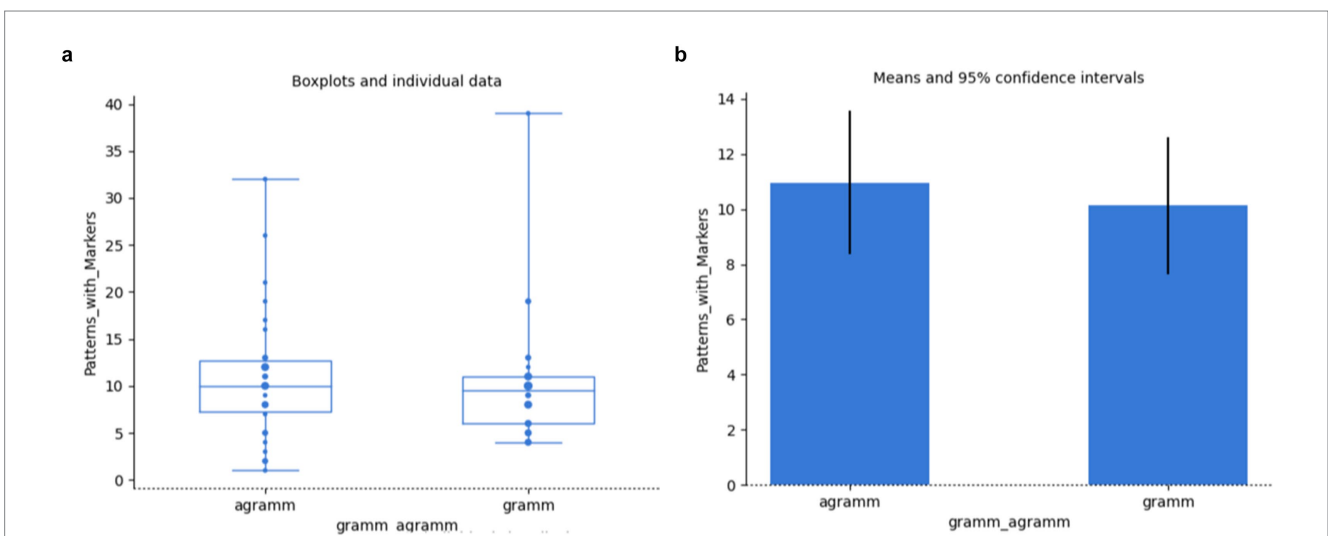 a
Boxplots and individual data
40
35
30
25
20
15
10
5
0
Patterns_with_Markers
agramm
gramm
gramm_agramm
b
Means and 95% confidence intervals
14
12
10
8
6
4
2
0
Patterns_with_Markers
agramm
gramm
gramm_agramm